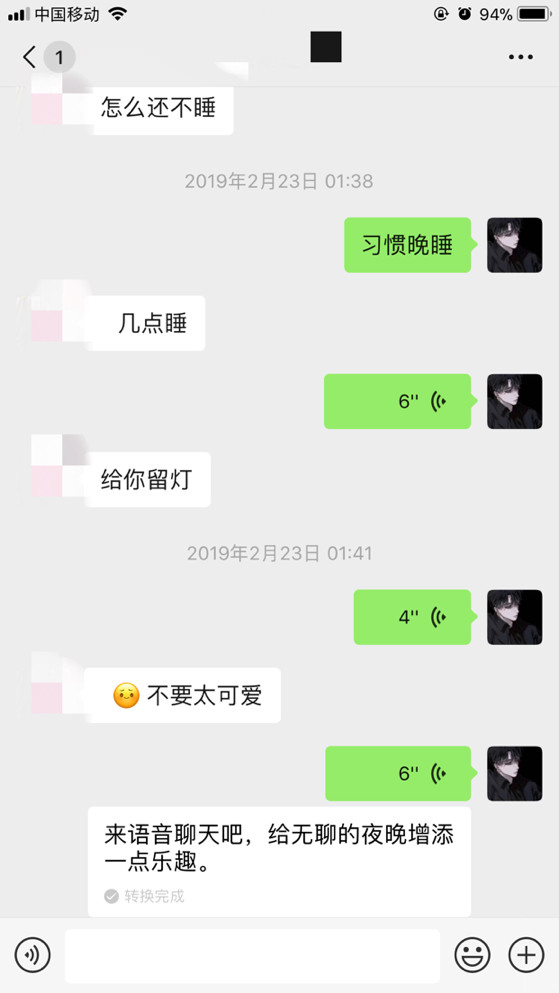 中国移动 94%
1
怎么还不睡
2019年2月23日 01:38
习惯晚睡
几点睡
6''
给你留灯
2019年2月23日 01:41
4''
不要太可爱
6''
来语音聊天吧，给无聊的夜晚增添
一点乐趣。
转换完成